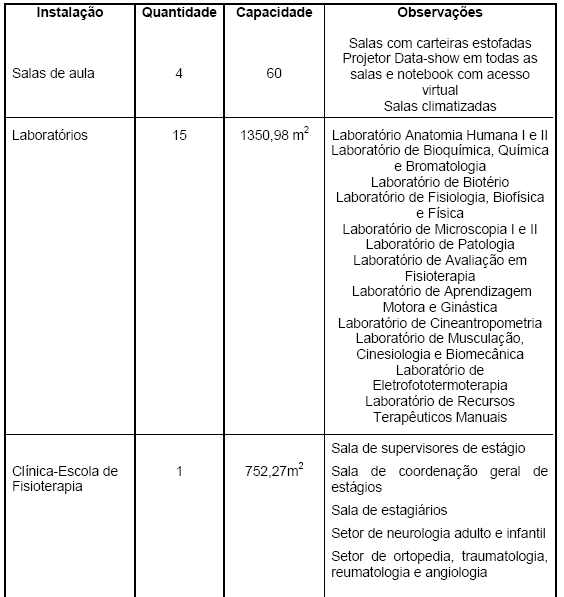 Instalação Quantidade Capacidade Observações
Salas de aula 4 60
Salas com carteiras estofadas
Projetor Data-show em todas as
salas e notebook com acesso
virtual
Salas climatizadas
Laboratórios 15 1350,98 m²
Laboratório Anatomia Humana I e II
Laboratório de Bioquímica, Química
e Bromatologia
Laboratório de Biotério
Laboratório de Fisiologia, Biofísica
e Física
Laboratório de Microscopia I e II
Laboratório de Patologia
Laboratório de Avaliação em
Fisioterapia
Laboratório de Aprendizagem
Motora e Ginástica
Laboratório de Cineantropometria
Laboratório de Musculação,
Cinesiologia e Biomecânica
Laboratório de
Eletrofototermoterapia
Laboratório de Recursos
Terapêuticos Manuais
Clínica-Escola de
Fisioterapia
1 752,27m²
Sala de supervisores de estágio
Sala de coordenação geral de
estágios
Sala de estagiários
Setor de neurologia adulto e infantil
Setor de ortopedia, traumatologia,
reumatologia e angiologia